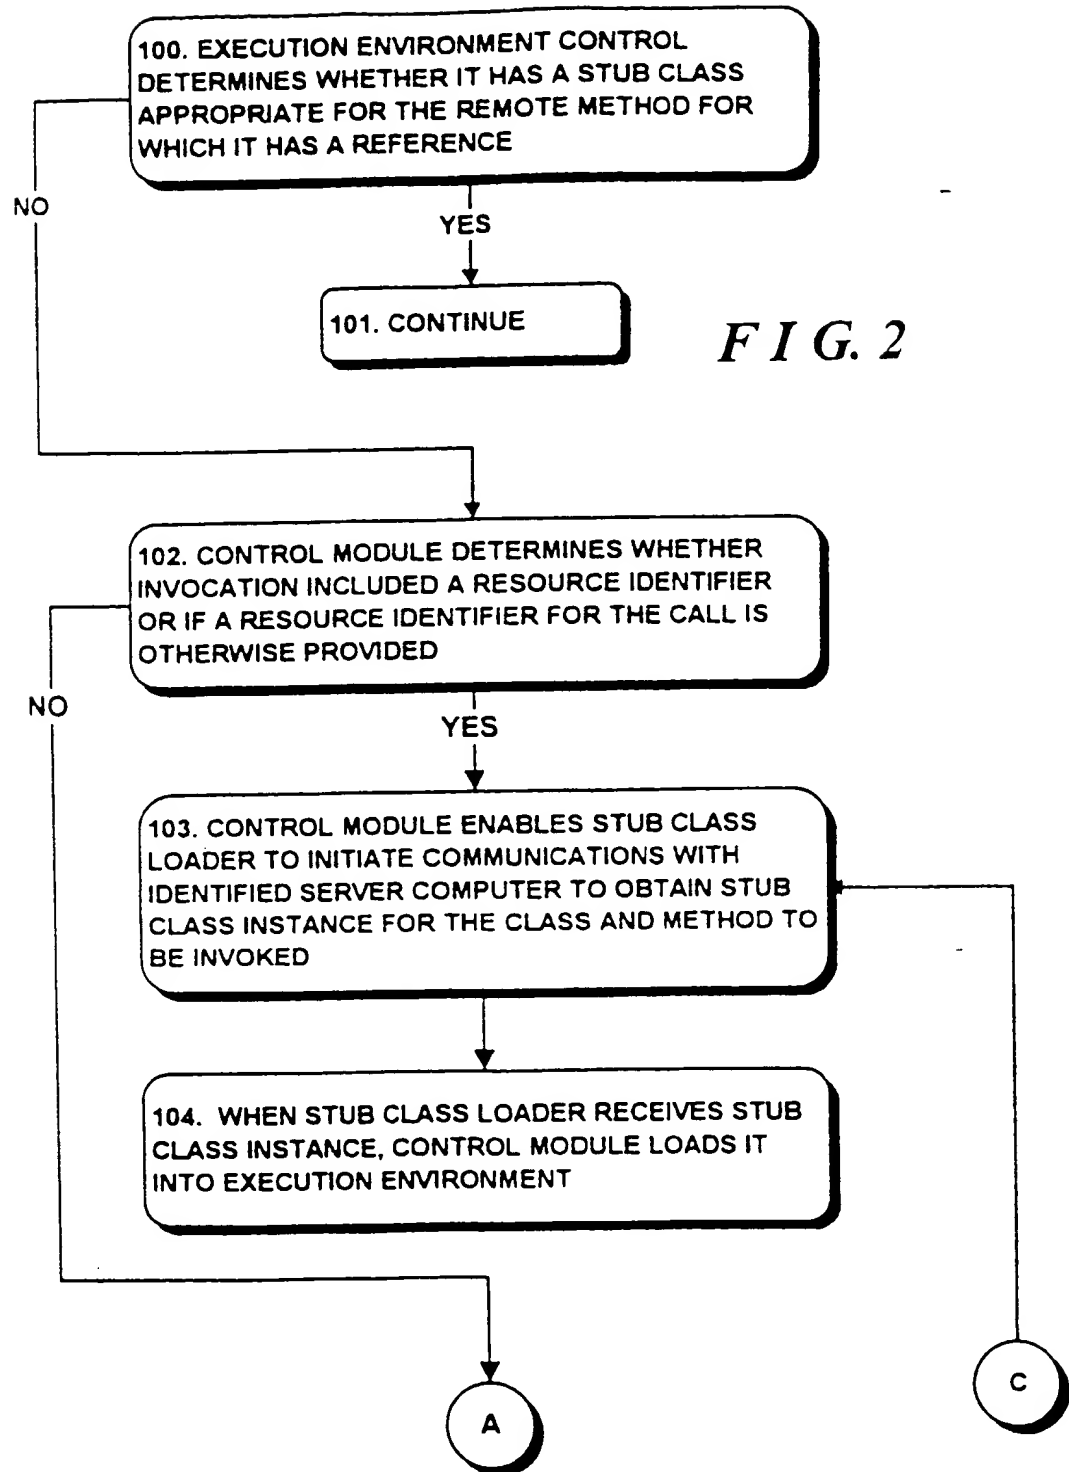 100. EXECUTION ENVIRONMENT CONTROL
DETERMINES WHETHER IT HAS A STUB CLASS
APPROPRIATE FOR THE REMOTE METHOD FOR
WHICH IT HAS A REFERENCE
NO
YES
101. CONTINUE
FIG. 2
102. CONTROL MODULE DETERMINES WHETHER
INVOCATION INCLUDED A RESOURCE IDENTIFIER
OR IF A RESOURCE IDENTIFIER FOR THE CALL IS
OTHERWISE PROVIDED
NO
YES
103. CONTROL MODULE ENABLES STUB CLASS
LOADER TO INITIATE COMMUNICATIONS WITH
IDENTIFIED SERVER COMPUTER TO OBTAIN STUB
CLASS INSTANCE FOR THE CLASS AND METHOD TO
BE INVOKED
104. WHEN STUB CLASS LOADER RECEIVES STUB
CLASS INSTANCE, CONTROL MODULE LOADS IT
INTO EXECUTION ENVIRONMENT
C
A